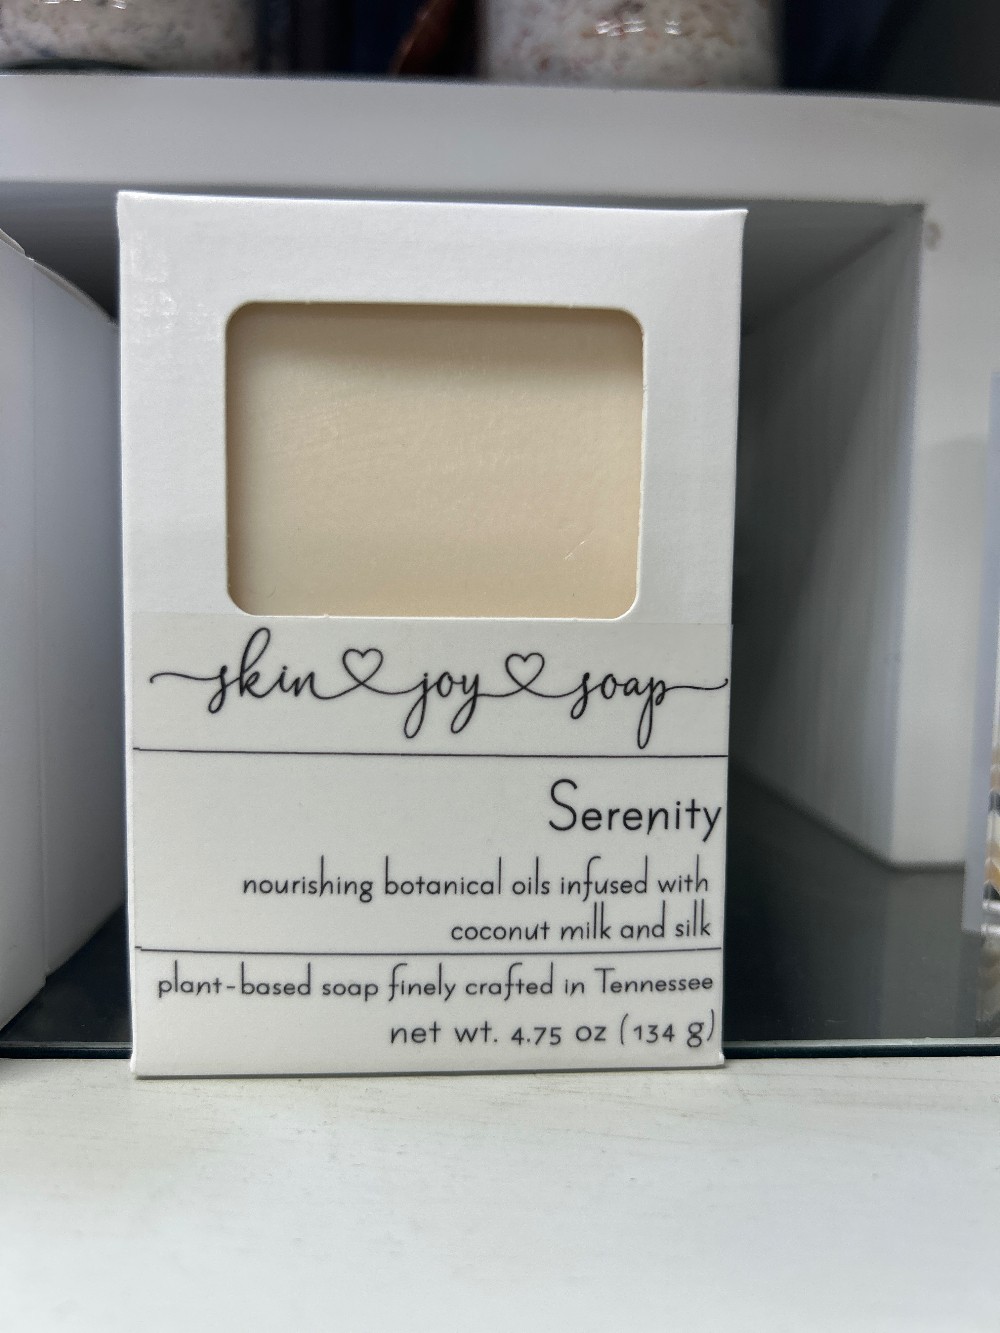 skin joy soap
Serenity
nourishing botanical oils infused with
coconut milk and silk
plant-based soap finely crafted in Tennessee
net wt. 4.75 oz (134 g)